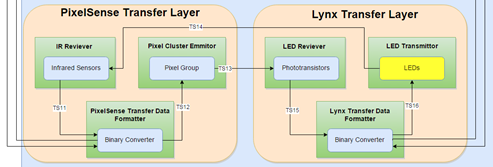 PixelSense Transfer Layer
Lynx Transfer Layer
TS14
IR Reviever
Pixel Cluster Emmitor
LED Reviever
LED Transmittor
Infrared Sensors
Pixel Group
TS13
Phototransistors
LEDs
TS11
TS12
TS15
TS16
PixelSense Transfer Data
Formatter
Lynx Transfer Data
Formatter
Binary Converter
Binary Converter